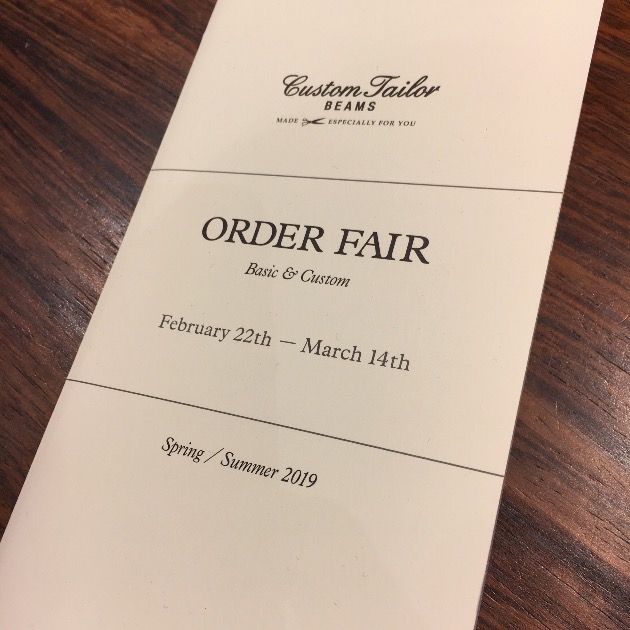 Custom Tailor
BEAMS
MADE ESPECIALLY FOR YOU
ORDER FAIR
Basic & Custom
February 22th — March 14th
Spring / Summer 2019